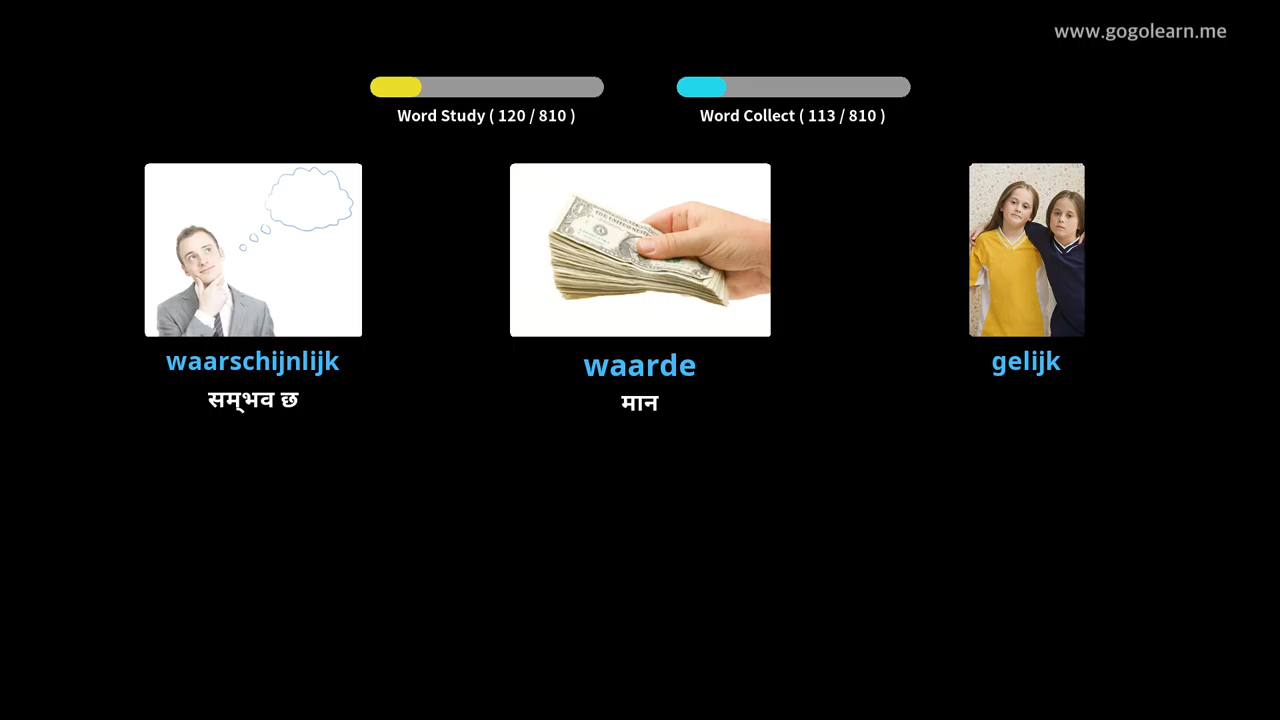 www.gogolearn.me
Word Study ( 120 / 810 )
Word Collect ( 113 / 810 )
waarschijnlijk
सम्भव छ
waarde
मान
gelijk